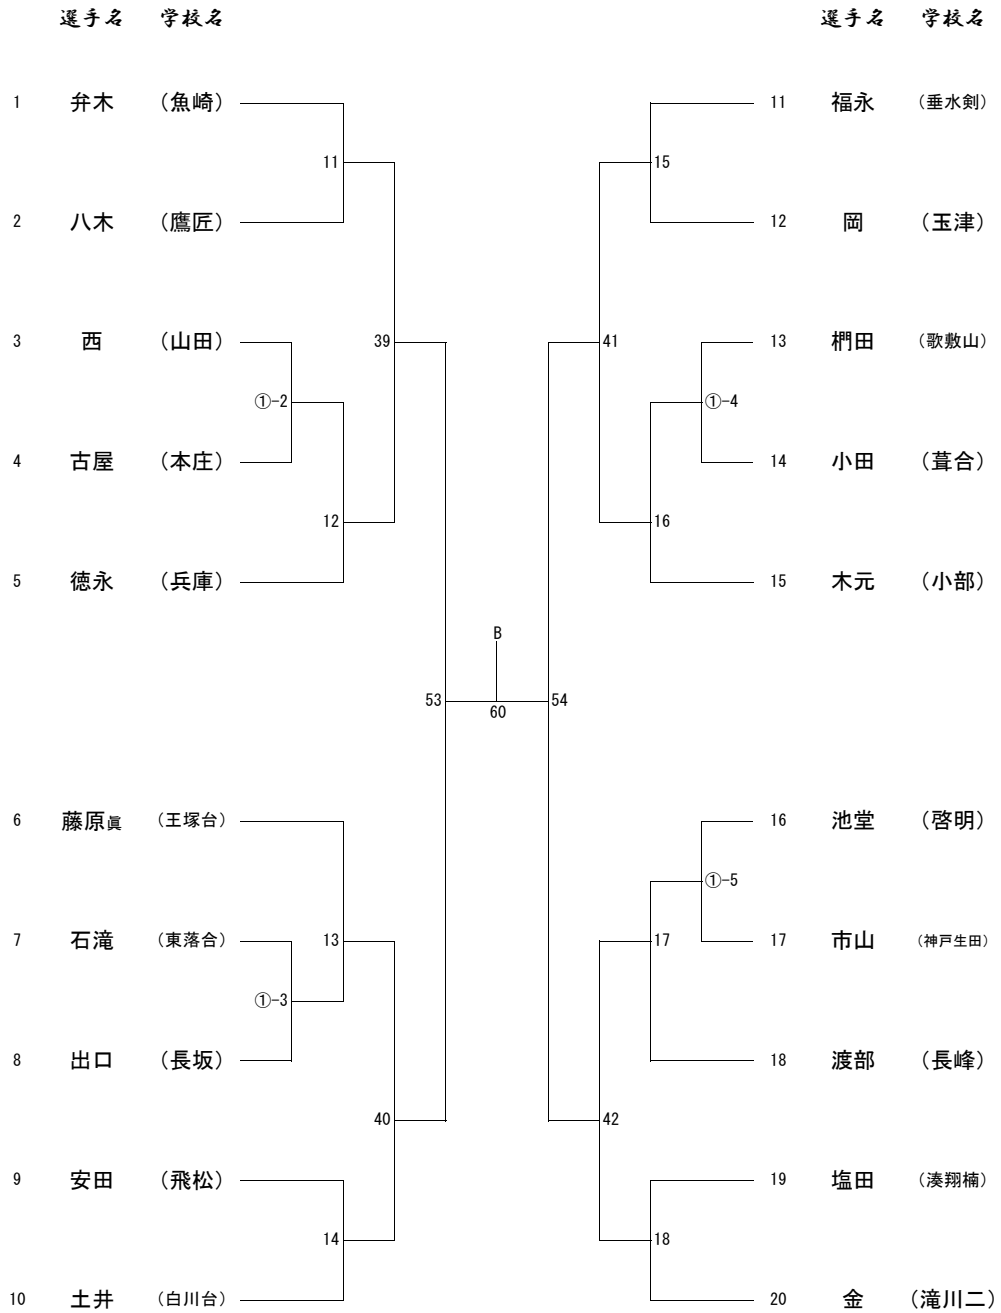 選手名 学校名 選手名 学校名
1 弁木 （魚崎） 11 福永 （垂水剣）
11 15
2 八木 （鷹匠） 12 岡 （玉津）
3 西 （山田） 39 41 13 椚田 （歌敷山）
①-2 ①-4
4 古屋 （本庄） 14 小田 （葺合）
12 16
5 徳永 （兵庫） 15 木元 （小部）
B
53 54
60
6 藤原眞 （王塚台） 16 池堂 （啓明）
①-5
7 石滝 （東落合） 13 17 17 市山 （神戸生田）
①-3
8 出口 （長坂） 18 渡部 （長峰）
40 42
9 安田 （飛松） 19 塩田 （湊翔楠）
14 18
10 土井 （白川台） 20 金 （滝川二）